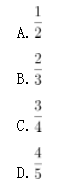 A. 1/2
B. 2/3
C. 3/4
D. 4/5